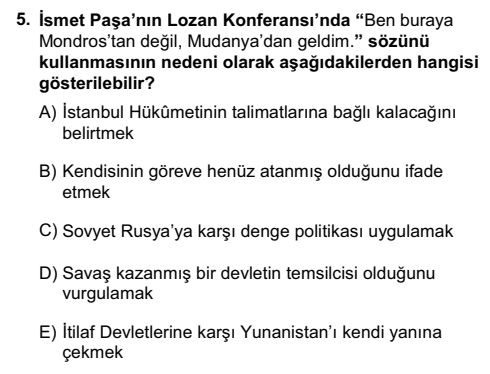 5. İsmet Paşa’nın Lozan Konferansı’nda “Ben buraya
Mondros’tan değil, Mudanya’dan geldim.” sözünü
kullanmasının nedeni olarak aşağıdakilerden hangisi
gösterilebilir?
A) İstanbul Hükûmetinin talimatlarına bağlı kalacağını
belirtmek
B) Kendisinin göreve henüz atanmış olduğunu ifade
etmek
C) Sovyet Rusya’ya karşı denge politikası uygulamak
D) Savaş kazanmış bir devletin temsilcisi olduğunu
vurgulamak
E) İtilaf Devletlerine karşı Yunanistan’ı kendi yanına
çekmek